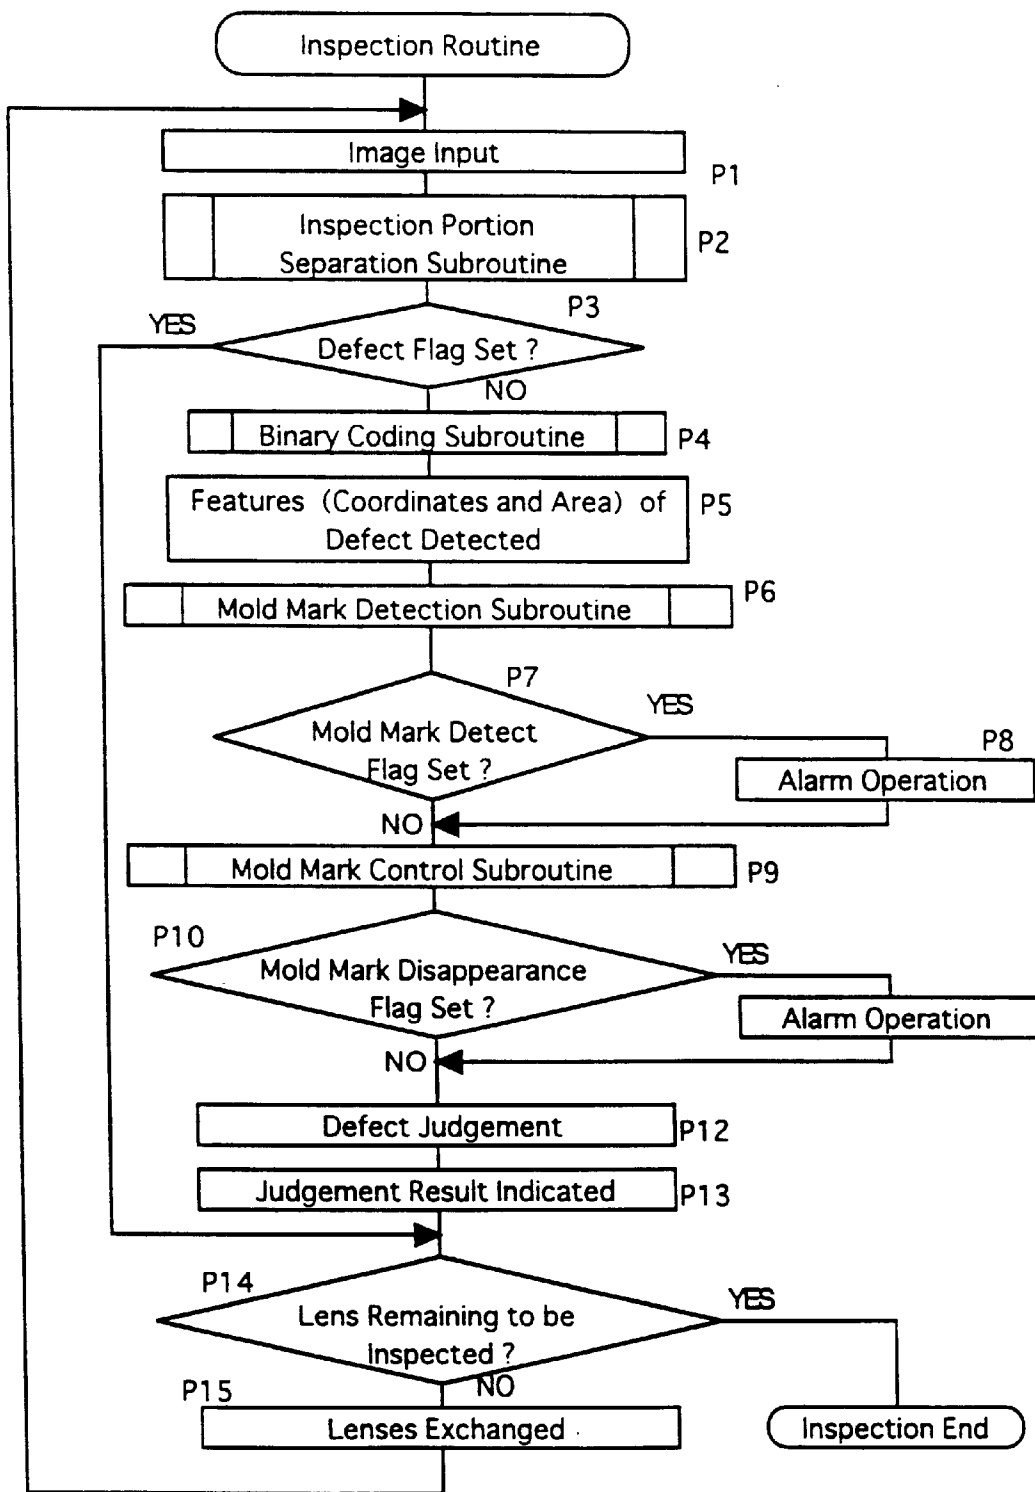 Inspection Routine
Image Input
P1
Inspection Portion
Separation Subroutine
P2
P3
YES
Defect Flag Set ?
NO
Binary Coding Subroutine
P4
Features (Coordinates and Area) of
Defect Detected
P5
Mold Mark Detection Subroutine
P6
P7
YES
Mold Mark Detect
Flag Set ?
P8
Alarm Operation
NO
Mold Mark Control Subroutine
P9
P10
YES
Mold Mark Disappearance
Flag Set ?
Alarm Operation
NO
Defect Judgement
P12
Judgement Result Indicated
P13
P14
YES
Lens Remaining to be
Inspected ?
NO
P15
Lenses Exchanged
Inspection End